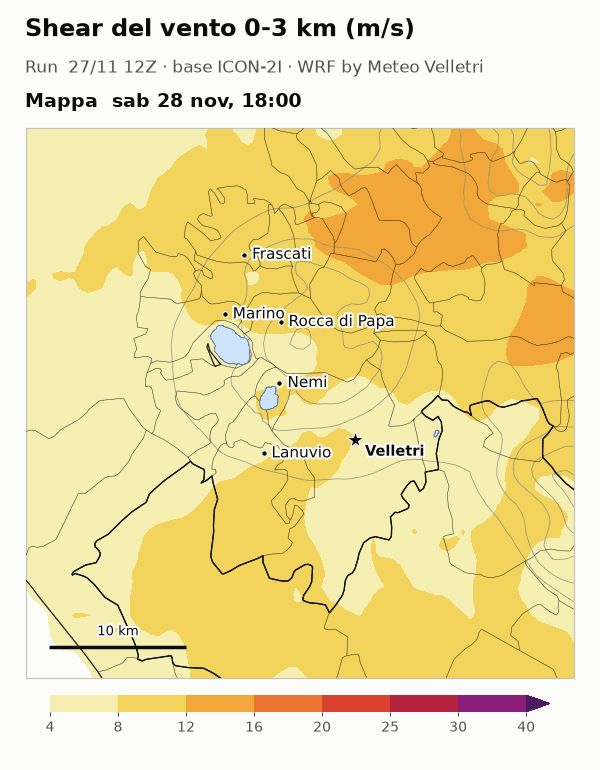 Shear del vento 0-3 km (m/s)
Run  27/11 12Z · base ICON-2I · WRF by Meteo Velletri
Mappa  sab 28 nov, 18:00
Frascati
Marino
Rocca di Papa
Nemi
Velletri
Lanuvio
10 km
4 8 12 16 20 25 30 40